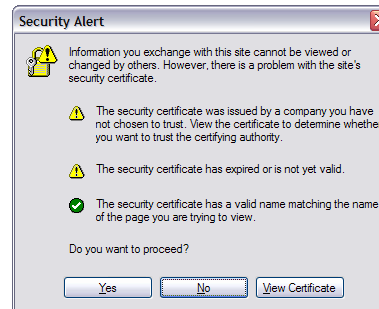 Security Alert
Information you exchange with this site cannot be viewed or
changed by others. However, there is a problem with the site's
security certificate.
The security certificate was issued by a company you have
not chosen to trust. View the certificate to determine whethe
you want to trust the certifying authority.
The security certificate has expired or is not yet valid.
The security certificate has a valid name matching the name
of the page you are trying to view.
Do you want to proceed?
Yes
No
View Certificate